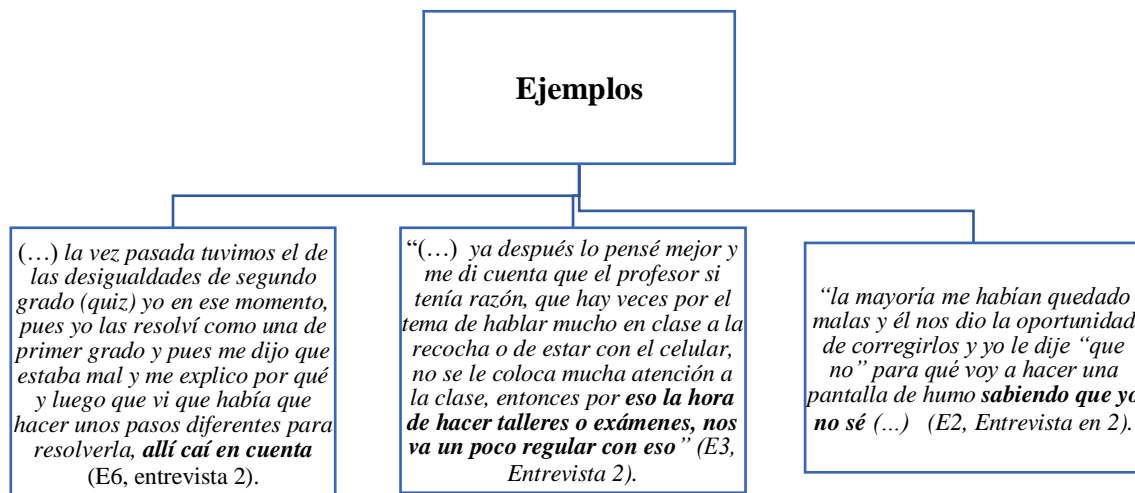 Ejemplos
(…) la vez pasada tuvimos el de
las desigualdades de segundo
grado (quiz) yo en ese momento,
pues yo las resolví como una de
primer grado y pues me dijo que
estaba mal y me explico por qué
y luego que vi que había que
hacer unos pasos diferentes para
resolverla, allí caí en cuenta
(E6, entrevista 2).
“(…) ya después lo pensé mejor y
me di cuenta que el profesor si
tenía razón, que hay veces por el
tema de hablar mucho en clase a la
recocha o de estar con el celular,
no se le coloca mucha atención a
la clase, entonces por eso la hora
de hacer talleres o exámenes, nos
va un poco regular con eso” (E3,
Entrevista 2).
“la mayoría me habían quedado
malas y él nos dio la oportunidad
de corregirlos y yo le dije “que
no” para qué voy a hacer una
pantalla de humo sabiendo que yo
no sé (…) (E2, Entrevista en 2).